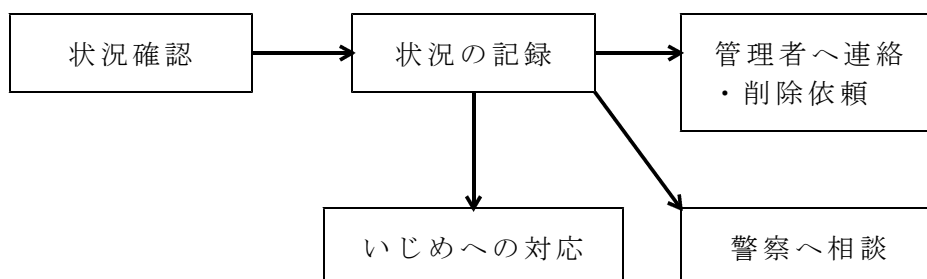 状況確認
状況の記録
管理者へ連絡
・削除依頼
いじめへの対応
警察へ相談